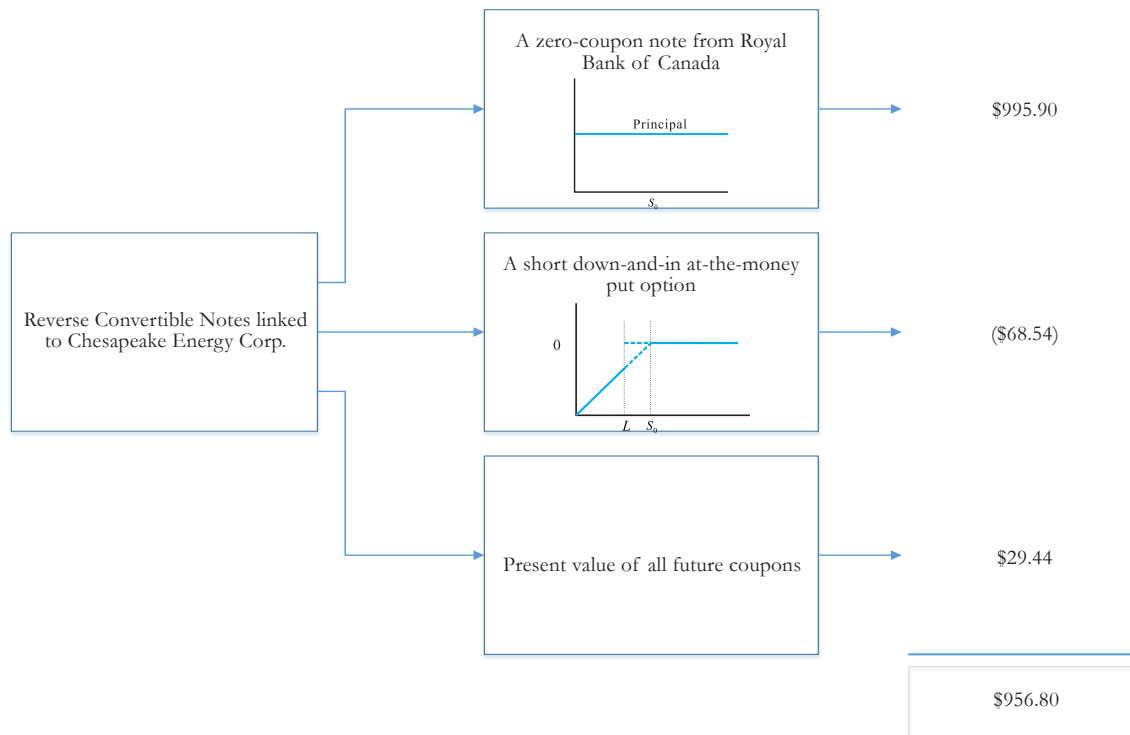 A zero-coupon note from Royal
Bank of Canada
Principal
S₀
$995.90
Reverse Convertible Notes linked
to Chesapeake Energy Corp.
A short down-and-in at-the-money
put option
0
L S₀
($68.54)
Present value of all future coupons
$29.44
$956.80